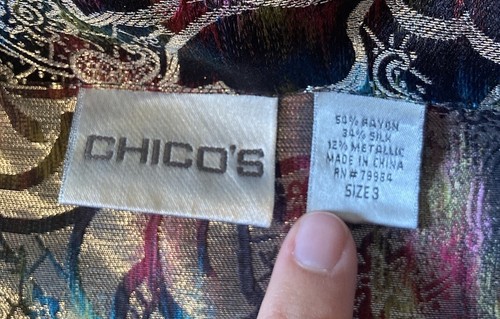 CHICO'S
54% RAYON
34% SILK
12% METALLIC
MADE IN CHINA
RN # 79984
SIZE 3